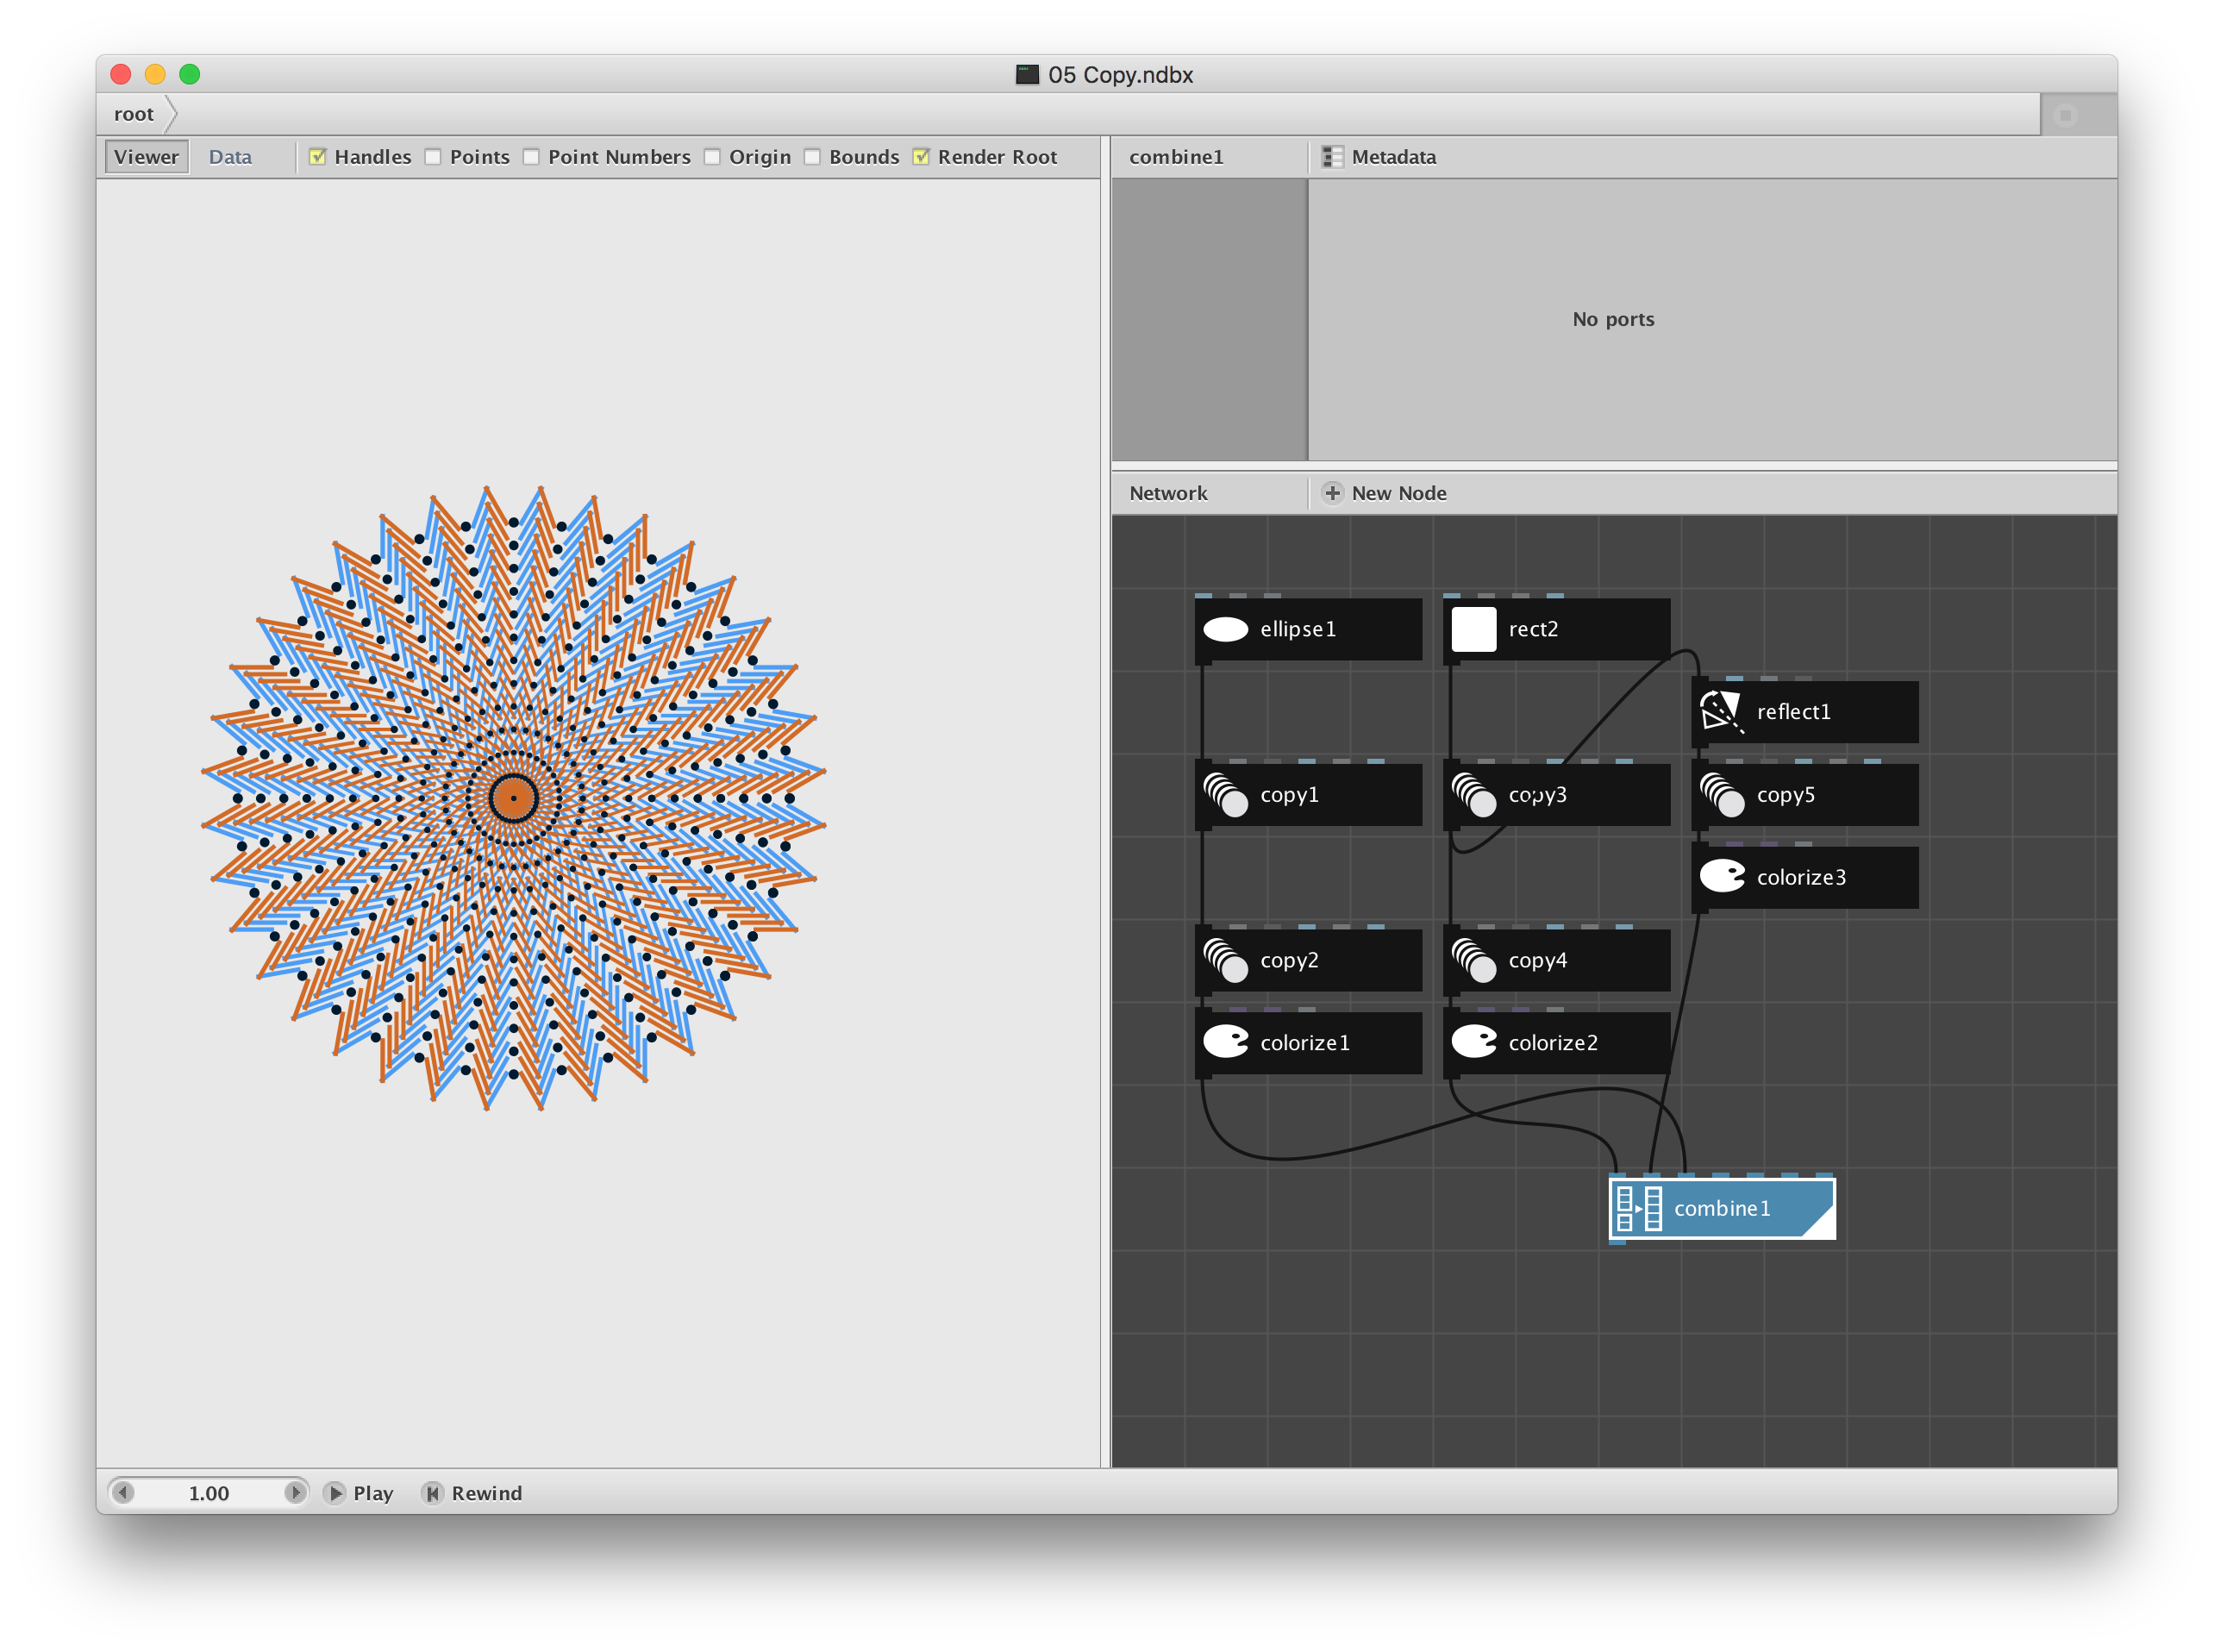 05 Copy.ndbx
root
Viewer Data Handles Points Point Numbers Origin Bounds Render Root
combine1 Metadata
No ports
Network New Node
ellipse1 rect2
reflect1
copy1 copy3 copy5
colorize3
copy2 copy4
colorize1 colorize2
combine1
1.00 Play Rewind